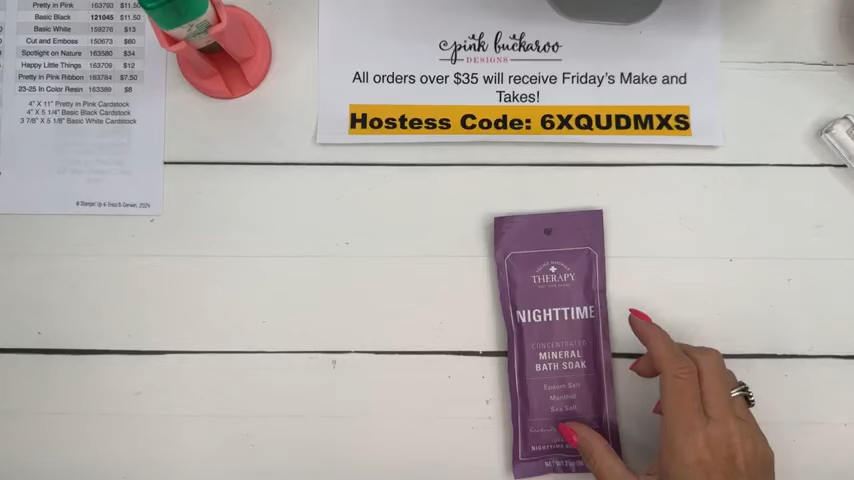 Pretty in Pink 163793 $11.50
Basic Black 121045 $11.50
Basic White 159276 $13
Cut and Emboss 150673 $60
Spotlight on Nature 163580 $34
Happy Little Things 163709 $12
Pretty in Pink Ribbon 163784 $7.50
23-25 In Color Resin 163389 $8
4" X 11" Pretty in Pink Cardstock
4" X 5 1/4" Basic Black Cardstock
3 7/8" X 5 1/8" Basic White Cardstock
pink buckaroo
DESIGNS
All orders over $35 will receive Friday's Make and
Takes!
Hostess Code: 6XQUDMXS
THERAPY
NIGHTTIME
CONCENTRATED
MINERAL
BATH SOAK
Epsom Salt
Menthol
Sea Salt